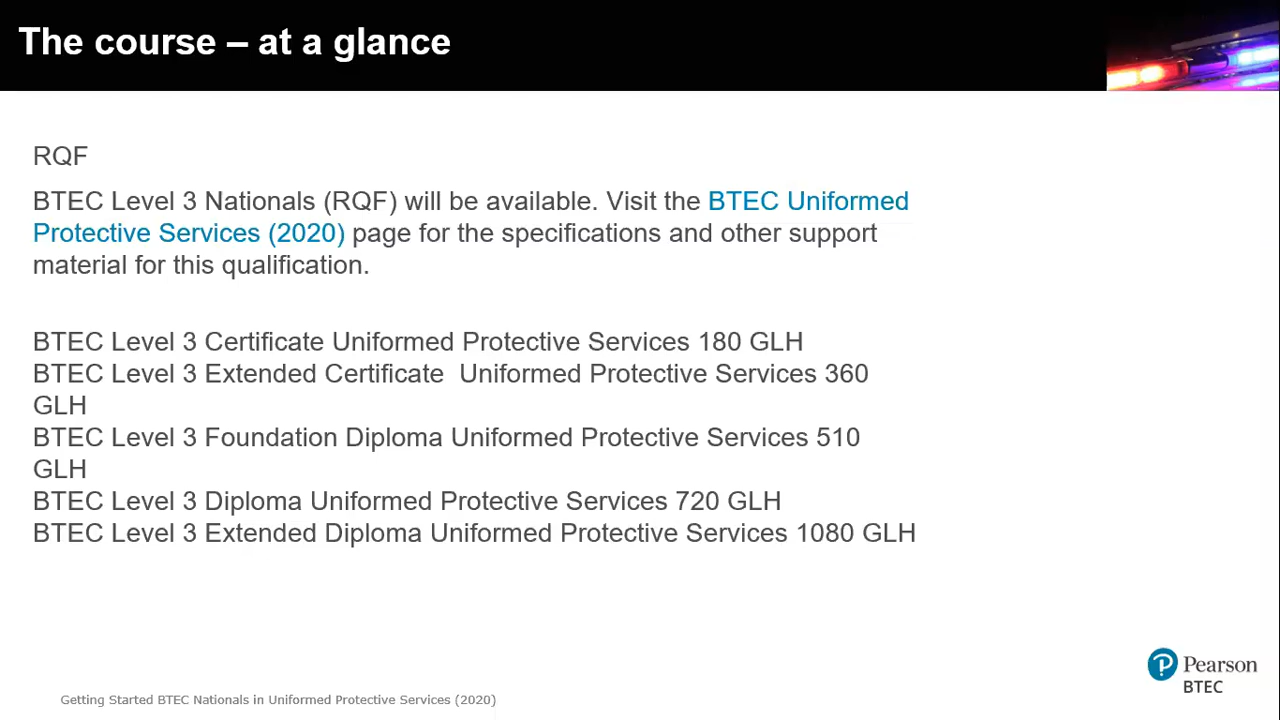 The course – at a glance
RQF
BTEC Level 3 Nationals (RQF) will be available. Visit the BTEC Uniformed
Protective Services (2020) page for the specifications and other support
material for this qualification.
BTEC Level 3 Certificate Uniformed Protective Services 180 GLH
BTEC Level 3 Extended Certificate  Uniformed Protective Services 360
GLH
BTEC Level 3 Foundation Diploma Uniformed Protective Services 510
GLH
BTEC Level 3 Diploma Uniformed Protective Services 720 GLH
BTEC Level 3 Extended Diploma Uniformed Protective Services 1080 GLH
Pearson
BTEC
Getting Started BTEC Nationals in Uniformed Protective Services (2020)